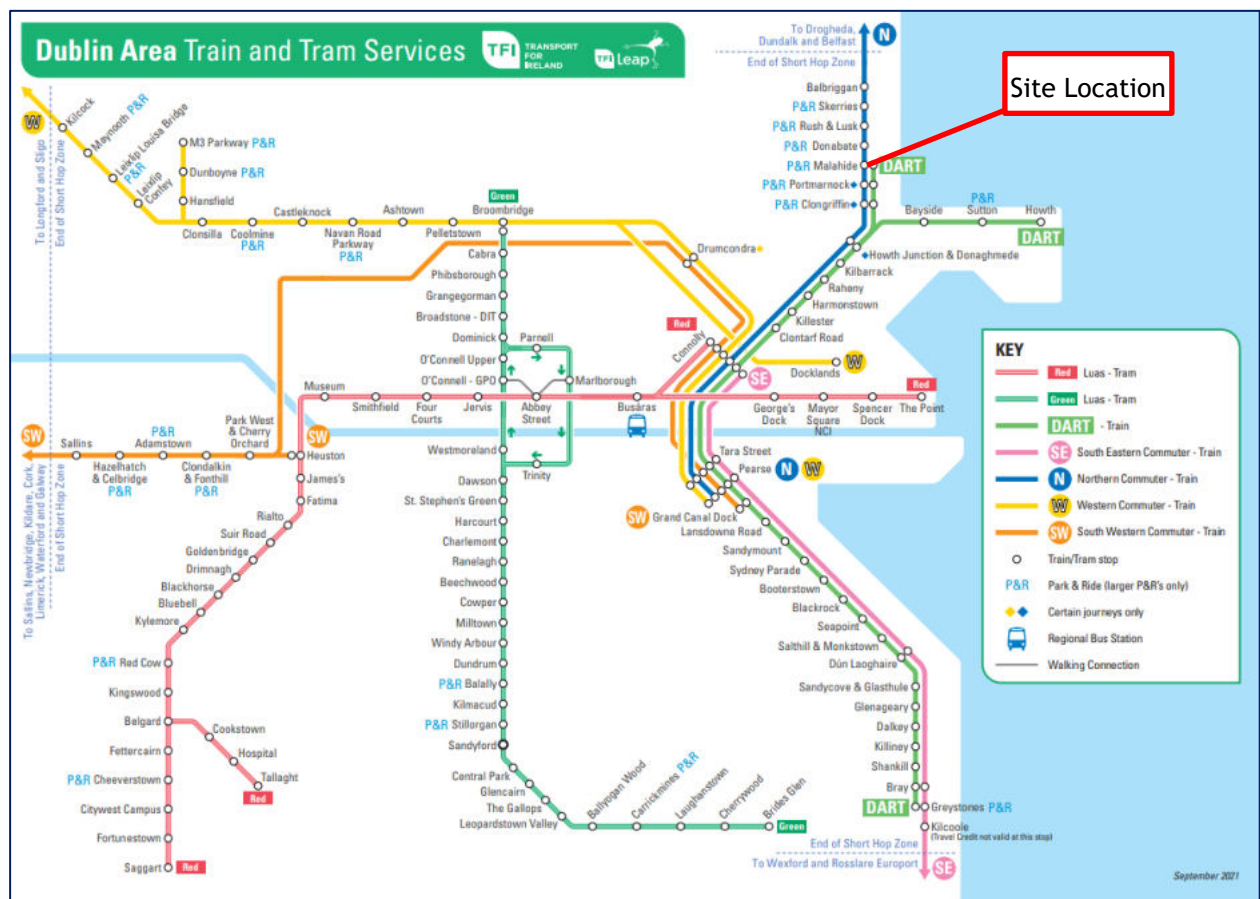 Dublin Area Train and Tram Services
TFI
TRANSPORT
FOR
IRELAND
TFI Leap
To Drogheda,
Dundalk and Belfast
N
End of Short Hop Zone
Site Location
Balbriggan
P&R Skerries
P&R Rush & Lusk
P&R Donabate
P&R Malahide
DART
P&R Portmarnock
P&R Clongriffin
Bayside
P&R
Sutton
Howth
DART
Howth Junction & Donaghmede
Kilbarrack
Raheny
Harmonstown
Killester
Clontarf Road
W
To Longford and Sligo
End of Short Hop Zone
Kilcock
Maynooth P&R
Leixlip Louisa Bridge
P&R
Leixlip
Confey
M3 Parkway P&R
Dunboyne P&R
Hansfield
Clonsilla
Coolmine
P&R
Castleknock
Navan Road
Parkway
P&R
Ashtown
Pelletstown
Green
Broombridge
Drumcondra
Cabra
Phibsborough
Grangegorman
Broadstone - DIT
Dominick
Parnell
O'Connell Upper
O'Connell - GPO
Marlborough
Red
Connolly
SE
Docklands
W
Museum
Smithfield
Four
Courts
Jervis
Abbey
Street
Busáras
George's
Dock
Mayor
Square
NCI
Spencer
Dock
Red
The Point
SW
Sallins
Hazelhatch
& Celbridge
P&R
P&R
Adamstown
Clondalkin
& Fonthill
P&R
Park West
& Cherry
Orchard
SW
Heuston
James's
Fatima
Rialto
Suir Road
Goldenbridge
Drimnagh
Blackhorse
Bluebell
Kylemore
P&R Red Cow
Kingswood
Belgard
Cookstown
Hospital
Tallaght
Red
Fettercairn
P&R Cheeverstown
Citywest Campus
Fortunestown
Saggart
Red
To Sallins, Newbridge, Kildare, Cork,
Limerick, Waterford and Galway
End of Short Hop Zone
Westmoreland
Trinity
Dawson
St. Stephen's Green
Harcourt
Charlemont
Ranelagh
Beechwood
Cowper
Milltown
Windy Arbour
Dundrum
P&R Balally
Kilmacud
P&R Stillorgan
Sandyford
Central Park
Glencairn
The Gallops
Leopardstown Valley
Ballyogan Wood
Carrickmines P&R
Laughanstown
Cherrywood
Brides Glen
Green
Tara Street
Pearse
N
W
SW
Grand Canal Dock
Lansdowne Road
Sandymount
Sydney Parade
Booterstown
Blackrock
Seapoint
Salthill & Monkstown
Dún Laoghaire
Sandycove & Glasthule
Glenageary
Dalkey
Killiney
Shankill
Bray
DART
Greystones P&R
Kilcoole
(Travel Credit not valid at this stop)
End of Short Hop Zone
To Wexford and Rosslare Europort
SE
KEY
Red Luas - Tram
Green Luas - Tram
DART - Train
SE South Eastern Commuter - Train
N Northern Commuter - Train
W Western Commuter - Train
SW South Western Commuter - Train
Train/Tram stop
P&R Park & Ride (larger P&R's only)
Certain journeys only
Regional Bus Station
Walking Connection
September 2021